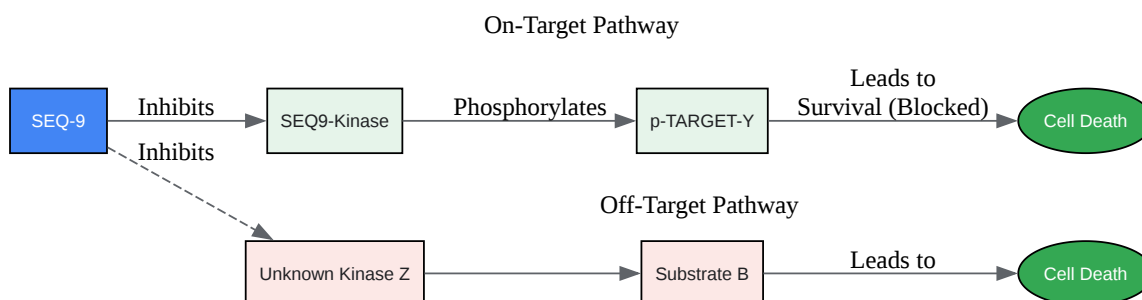 On-Target Pathway
SEQ-9
Inhibits
SEQ9-Kinase
Phosphorylates
p-TARGET-Y
Leads to
Survival (Blocked)
Cell Death
Inhibits
Off-Target Pathway
Unknown Kinase Z
Substrate B
Leads to
Cell Death